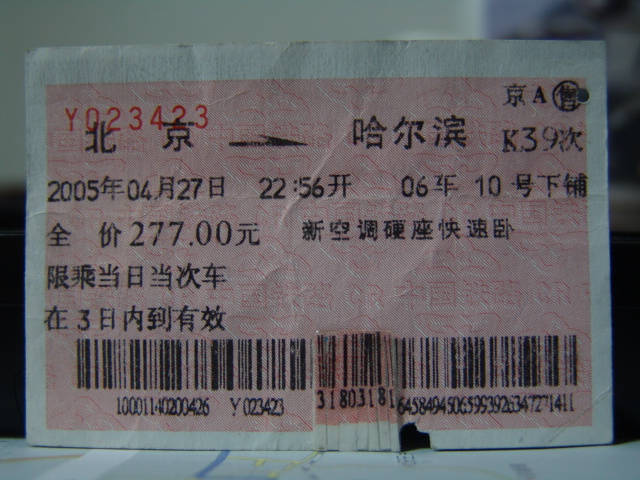 京A 售
Y023423
北京 → 哈尔滨 K39次
2005年04月27日 22:56开 06车 10号下铺
全 价277.00元 新空调硬座快速卧
限乘当日当次车
在3日内到有效
10001140200426 Y023423 31803181 64584945065993926347271411